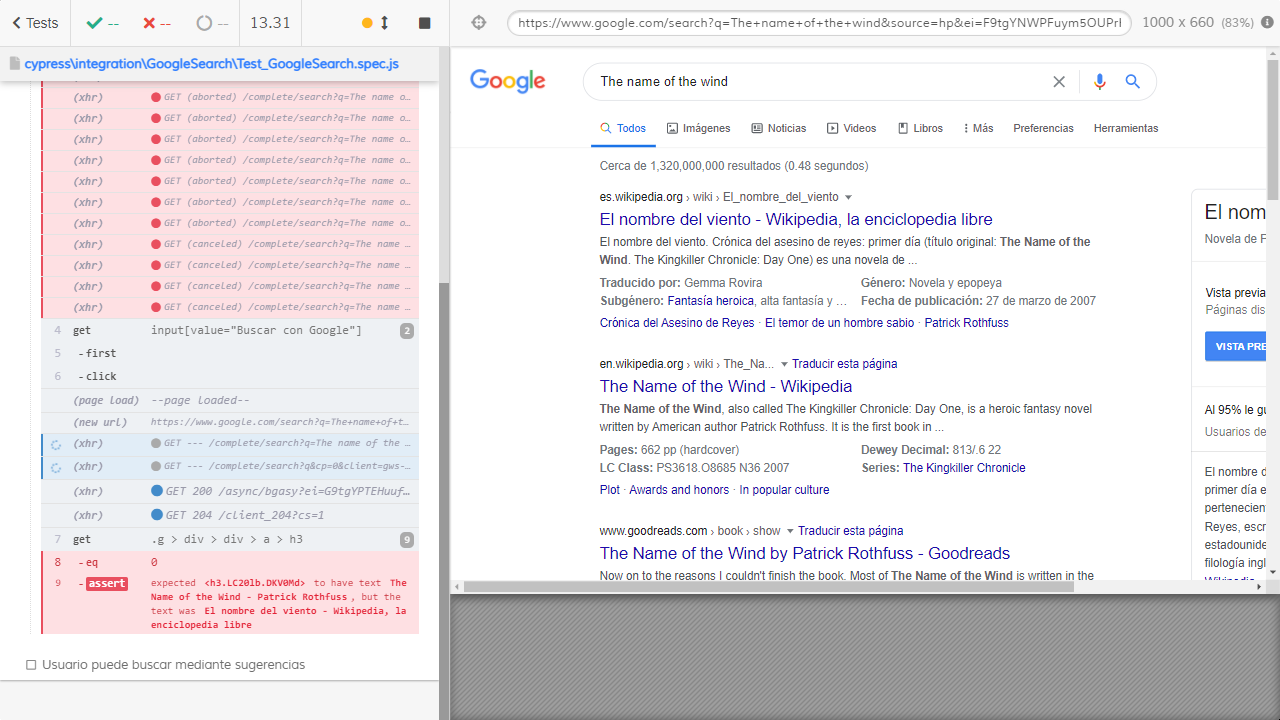 Tests
--
--
--
13.31
https://www.google.com/search?q=The+name+of+the+wind&source=hp&ei=F9tgYNWPFuym5OUPrI
1000 x 660 (83%)
cypress\integration\GoogleSearch\Test_GoogleSearch.spec.js
(xhr) GET (aborted) /complete/search?q=The name o...
(xhr) GET (aborted) /complete/search?q=The name o...
(xhr) GET (aborted) /complete/search?q=The name o...
(xhr) GET (aborted) /complete/search?q=The name o...
(xhr) GET (aborted) /complete/search?q=The name o...
(xhr) GET (aborted) /complete/search?q=The name o...
(xhr) GET (aborted) /complete/search?q=The name o...
(xhr) GET (canceled) /complete/search?q=The name ...
(xhr) GET (canceled) /complete/search?q=The name ...
(xhr) GET (canceled) /complete/search?q=The name ...
(xhr) GET (canceled) /complete/search?q=The name ...
4 get input[value="Buscar con Google"] 2
5 - first
6 - click
(page load) --page loaded--
(new url) https://www.google.com/search?q=The+name+of+t...
(xhr) GET --- /complete/search?q=The name of the ...
(xhr) GET --- /complete/search?q&cp=0&client=gws-...
(xhr) GET 200 /async/bgasy?ei=G9tgYPTEHuuf...
(xhr) GET 204 /client_204?cs=1
7 get .g > div > div > a > h3 9
8 - eq 0
9 - assert expected <h3.LC20lb.DKV0Md> to have text The
Name of the Wind - Patrick Rothfuss , but the
text was El nombre del viento - Wikipedia, la
enciclopedia libre
Usuario puede buscar mediante sugerencias
Google
The name of the wind
Todos
Imágenes
Noticias
Videos
Libros
Más
Preferencias
Herramientas
Cerca de 1,320,000,000 resultados (0.48 segundos)
es.wikipedia.org › wiki › El_nombre_del_viento
El nombre del viento - Wikipedia, la enciclopedia libre
El nombre del viento. Crónica del asesino de reyes: primer día (título original: The Name of the
Wind. The Kingkiller Chronicle: Day One) es una novela de ...
Traducido por: Gemma Rovira Género: Novela y epopeya
Subgénero: Fantasía heroica, alta fantasía y ... Fecha de publicación: 27 de marzo de 2007
Crónica del Asesino de Reyes · El temor de un hombre sabio · Patrick Rothfuss
en.wikipedia.org › wiki › The_Na... Traducir esta página
The Name of the Wind - Wikipedia
The Name of the Wind, also called The Kingkiller Chronicle: Day One, is a heroic fantasy novel
written by American author Patrick Rothfuss. It is the first book in ...
Pages: 662 pp (hardcover) Dewey Decimal: 813/.6 22
LC Class: PS3618.O8685 N36 2007 Series: The Kingkiller Chronicle
Plot · Awards and honors · In popular culture
www.goodreads.com › book › show Traducir esta página
The Name of the Wind by Patrick Rothfuss - Goodreads
Now on to the reasons I couldn't finish the book. Most of The Name of the Wind is written in the
El nom
Novela de F
Vista previa
Páginas dis
VISTA PRE
Al 95% le gu
Usuarios de
El nombre d
primer día e
pertenecien
Reyes, escr
estadounide
filología ingl